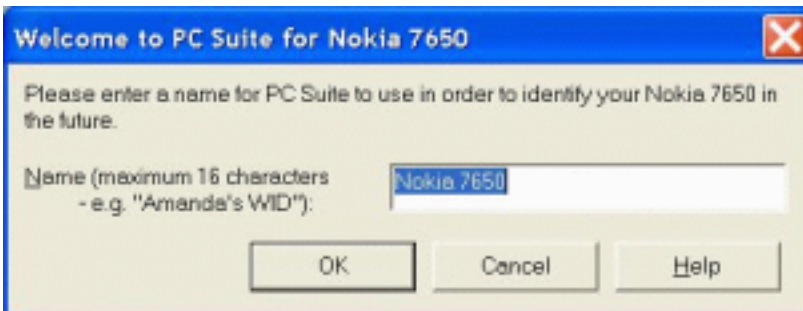 Welcome to PC Suite for Nokia 7650
Please enter a name for PC Suite to use in order to identify your Nokia 7650 in
the future.
Name (maximum 16 characters
- e.g. "Amanda's WID"):
Nokia 7650
OK Cancel Help